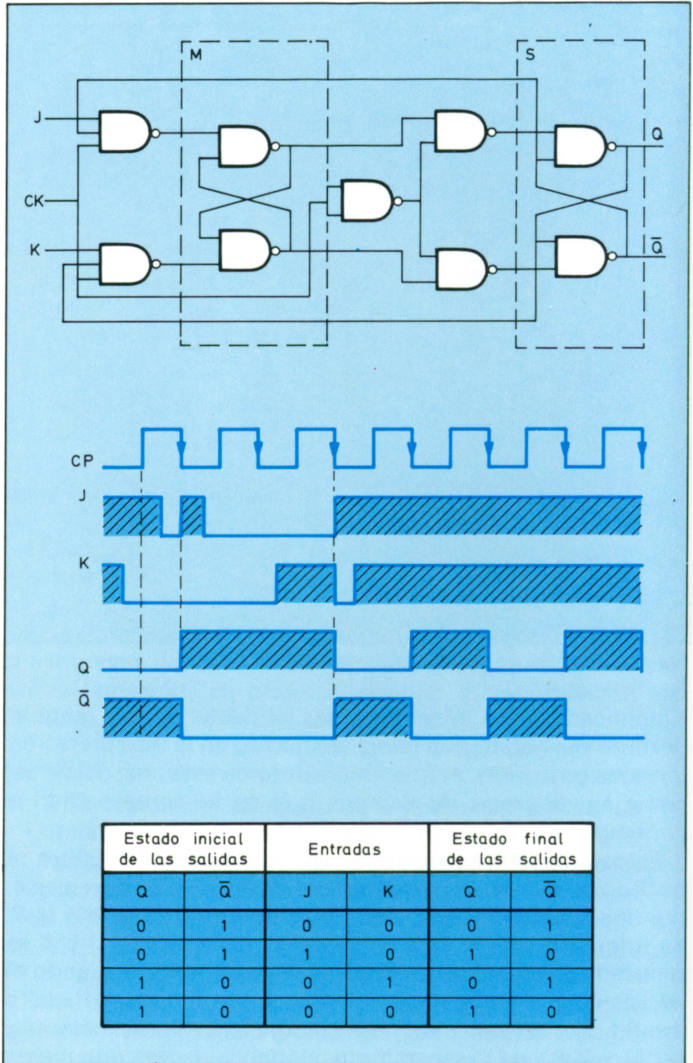 M
S
J
Q
CK
K
Q̅
CP
J
K
Q
Q̅
Estado inicial de las salidas Entradas Estado final de las salidas
Q Q̅ J K Q Q̅
0 1 0 0 0 1
0 1 1 0 1 0
1 0 0 1 0 1
1 0 0 0 1 0